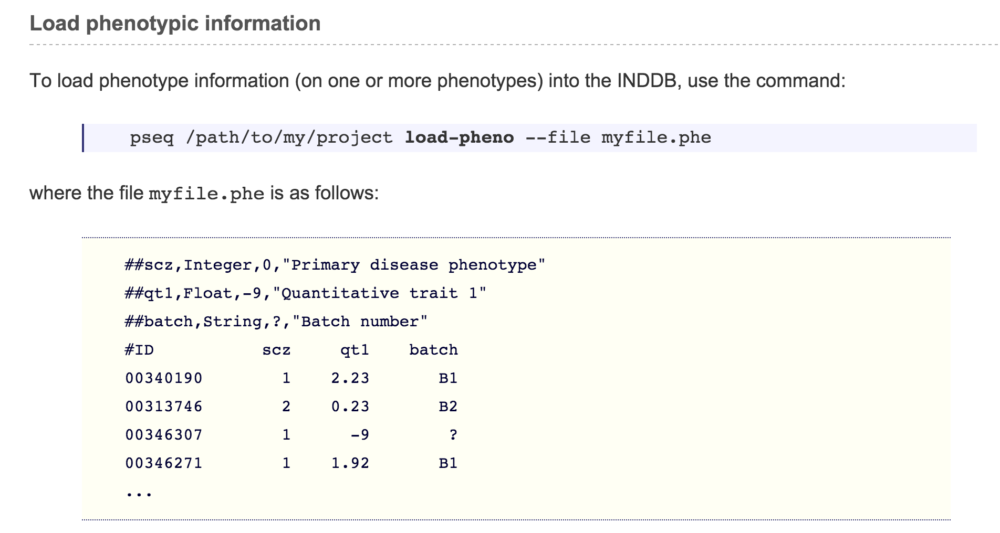 Load phenotypic information
To load phenotype information (on one or more phenotypes) into the INDDB, use the command:
pseq /path/to/my/project load-pheno --file myfile.phe
where the file myfile.phe is as follows:
##scz,Integer,0,"Primary disease phenotype"
##qt1,Float,-9,"Quantitative trait 1"
##batch,String,?,"Batch number"
#ID scz qt1 batch
00340190 1 2.23 B1
00313746 2 0.23 B2
00346307 1 -9 ?
00346271 1 1.92 B1
...